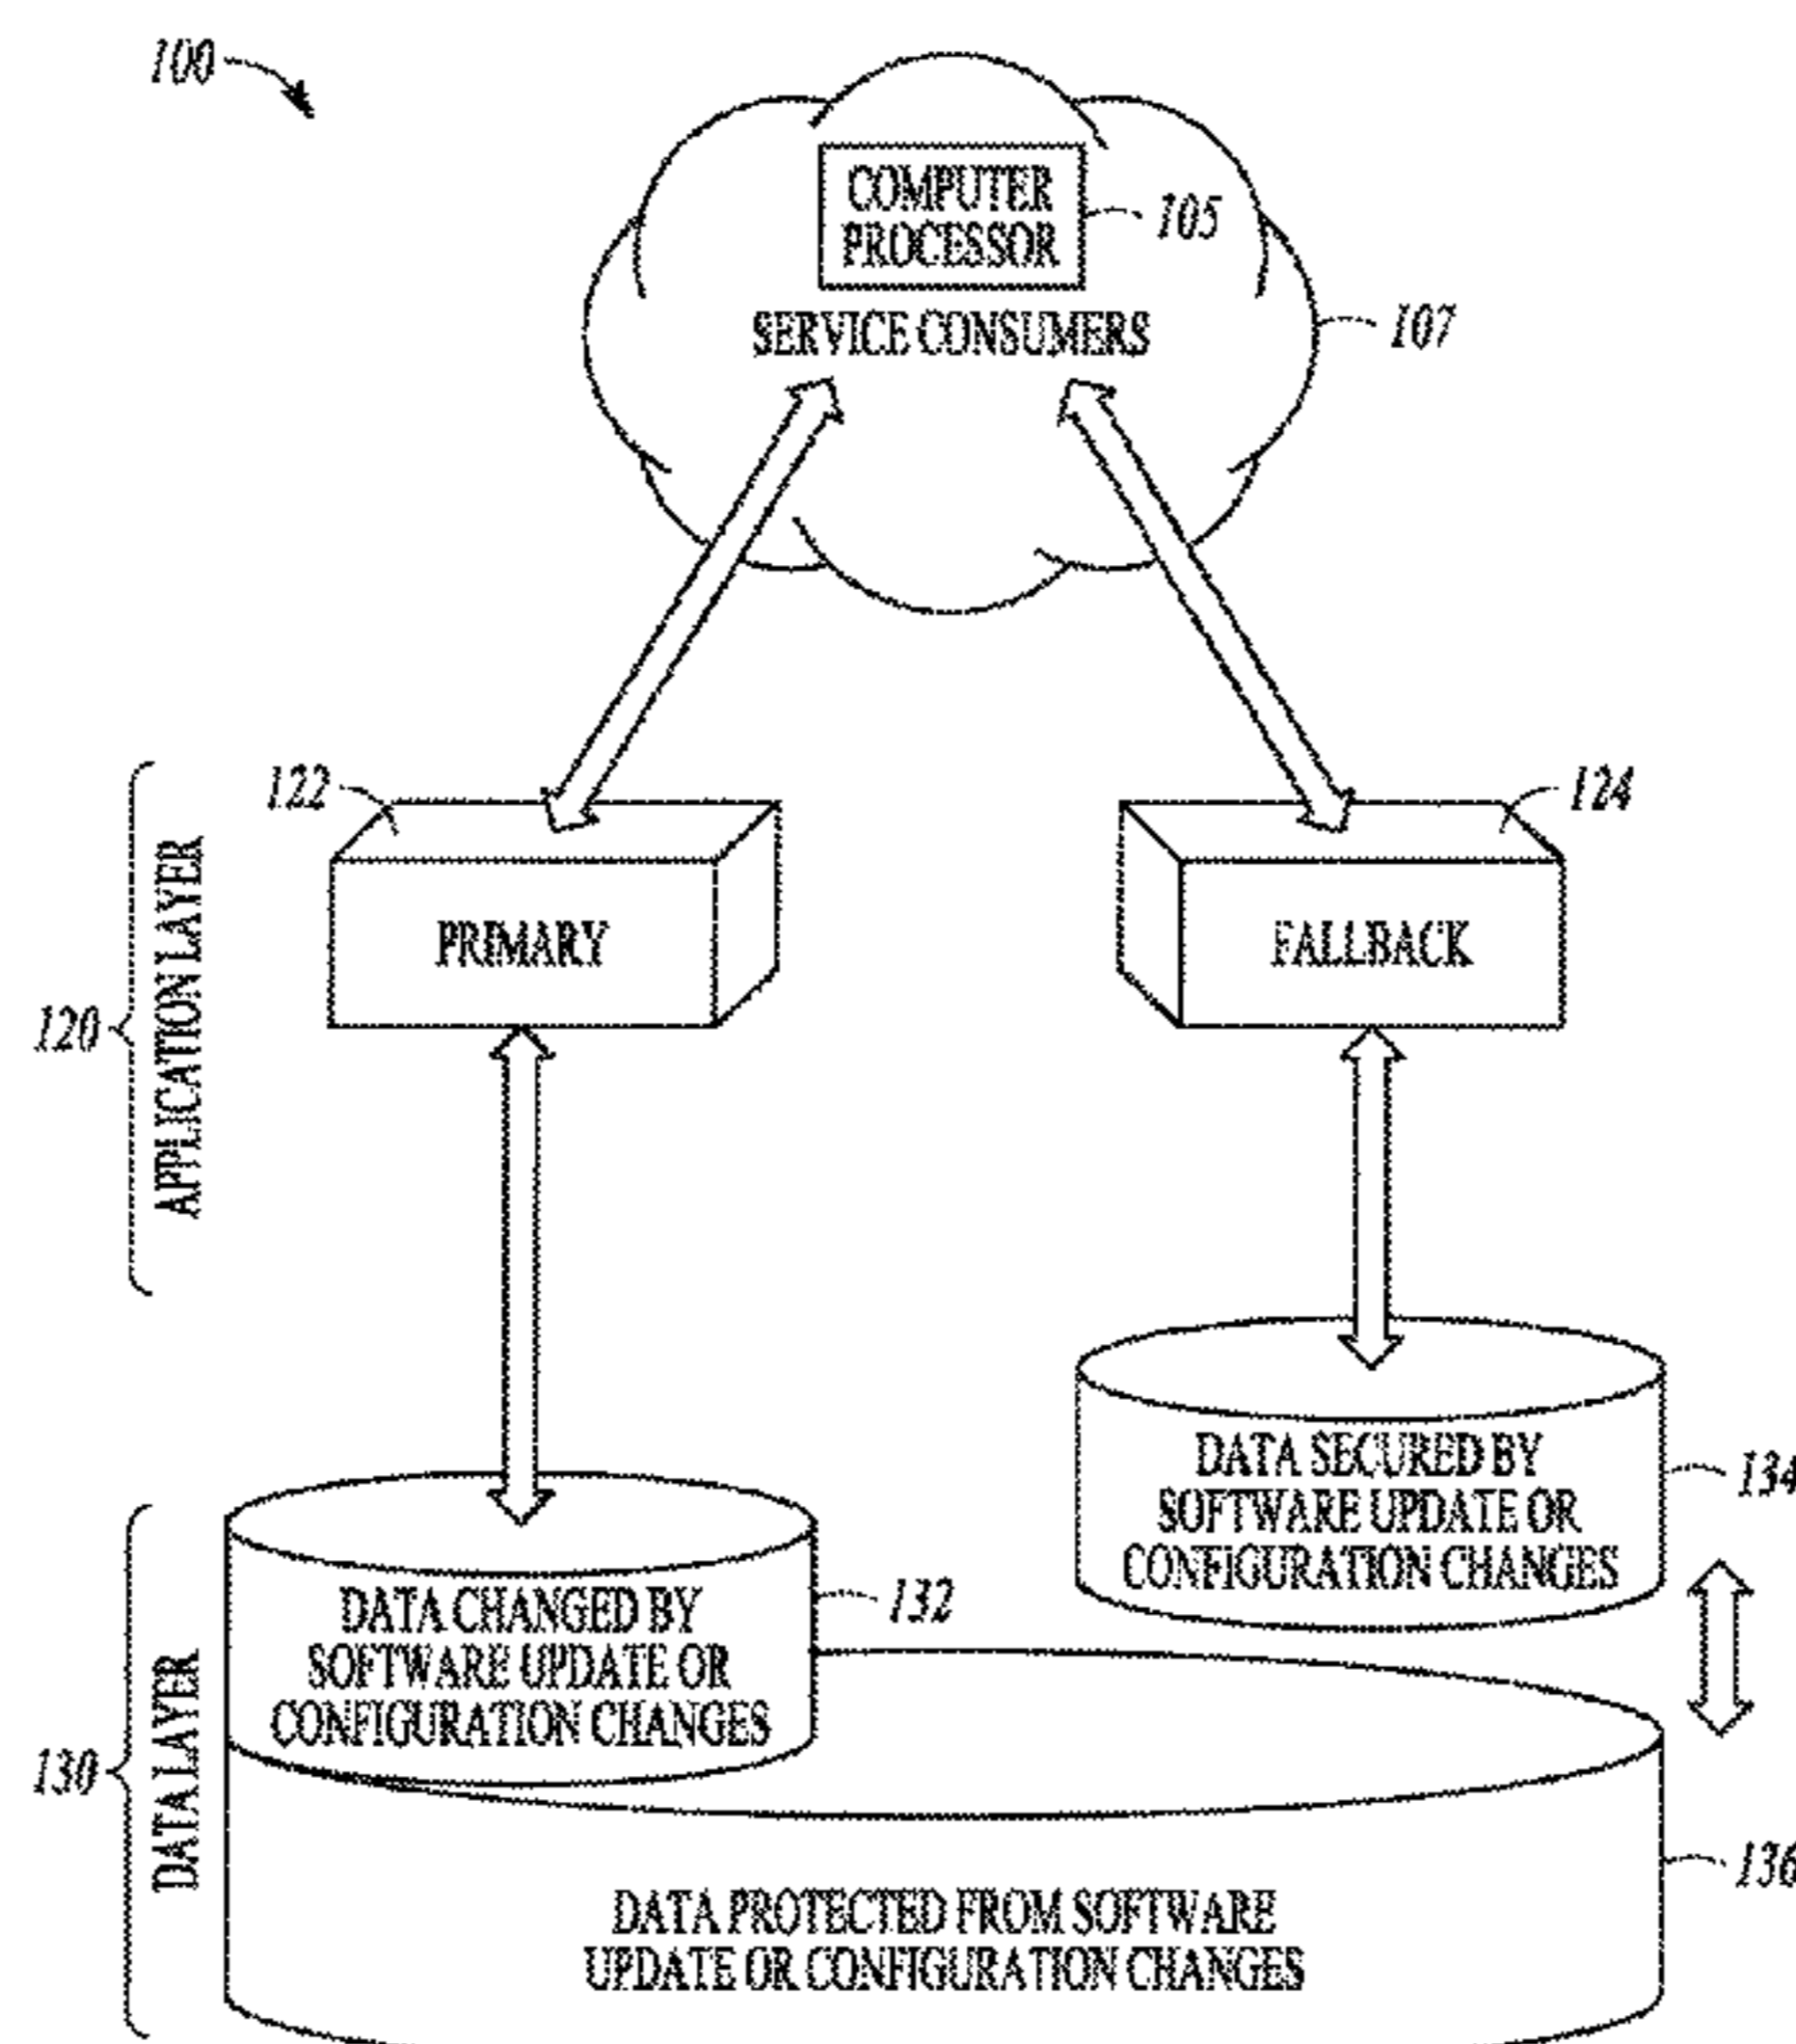 100
COMPUTER
PROCESSOR
105
SERVICE CONSUMERS
107
122
124
PRIMARY
FALLBACK
120
APPLICATION LAYER
DATA SECURED BY
SOFTWARE UPDATE OR
CONFIGURATION CHANGES
134
DATA CHANGED BY
SOFTWARE UPDATE OR
CONFIGURATION CHANGES
132
130
DATA LAYER
136
DATA PROTECTED FROM SOFTWARE
UPDATE OR CONFIGURATION CHANGES